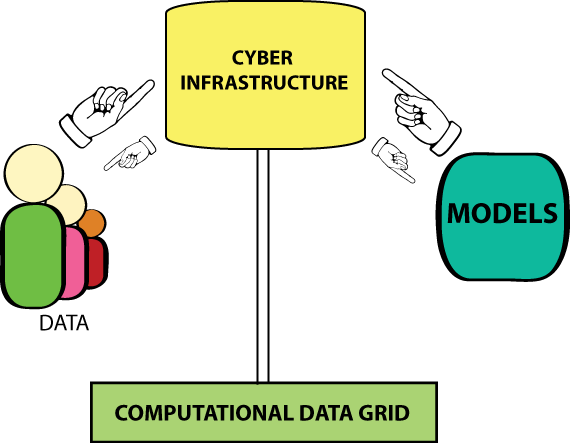 CYBER
INFRASTRUCTURE
MODELS
DATA
COMPUTATIONAL DATA GRID